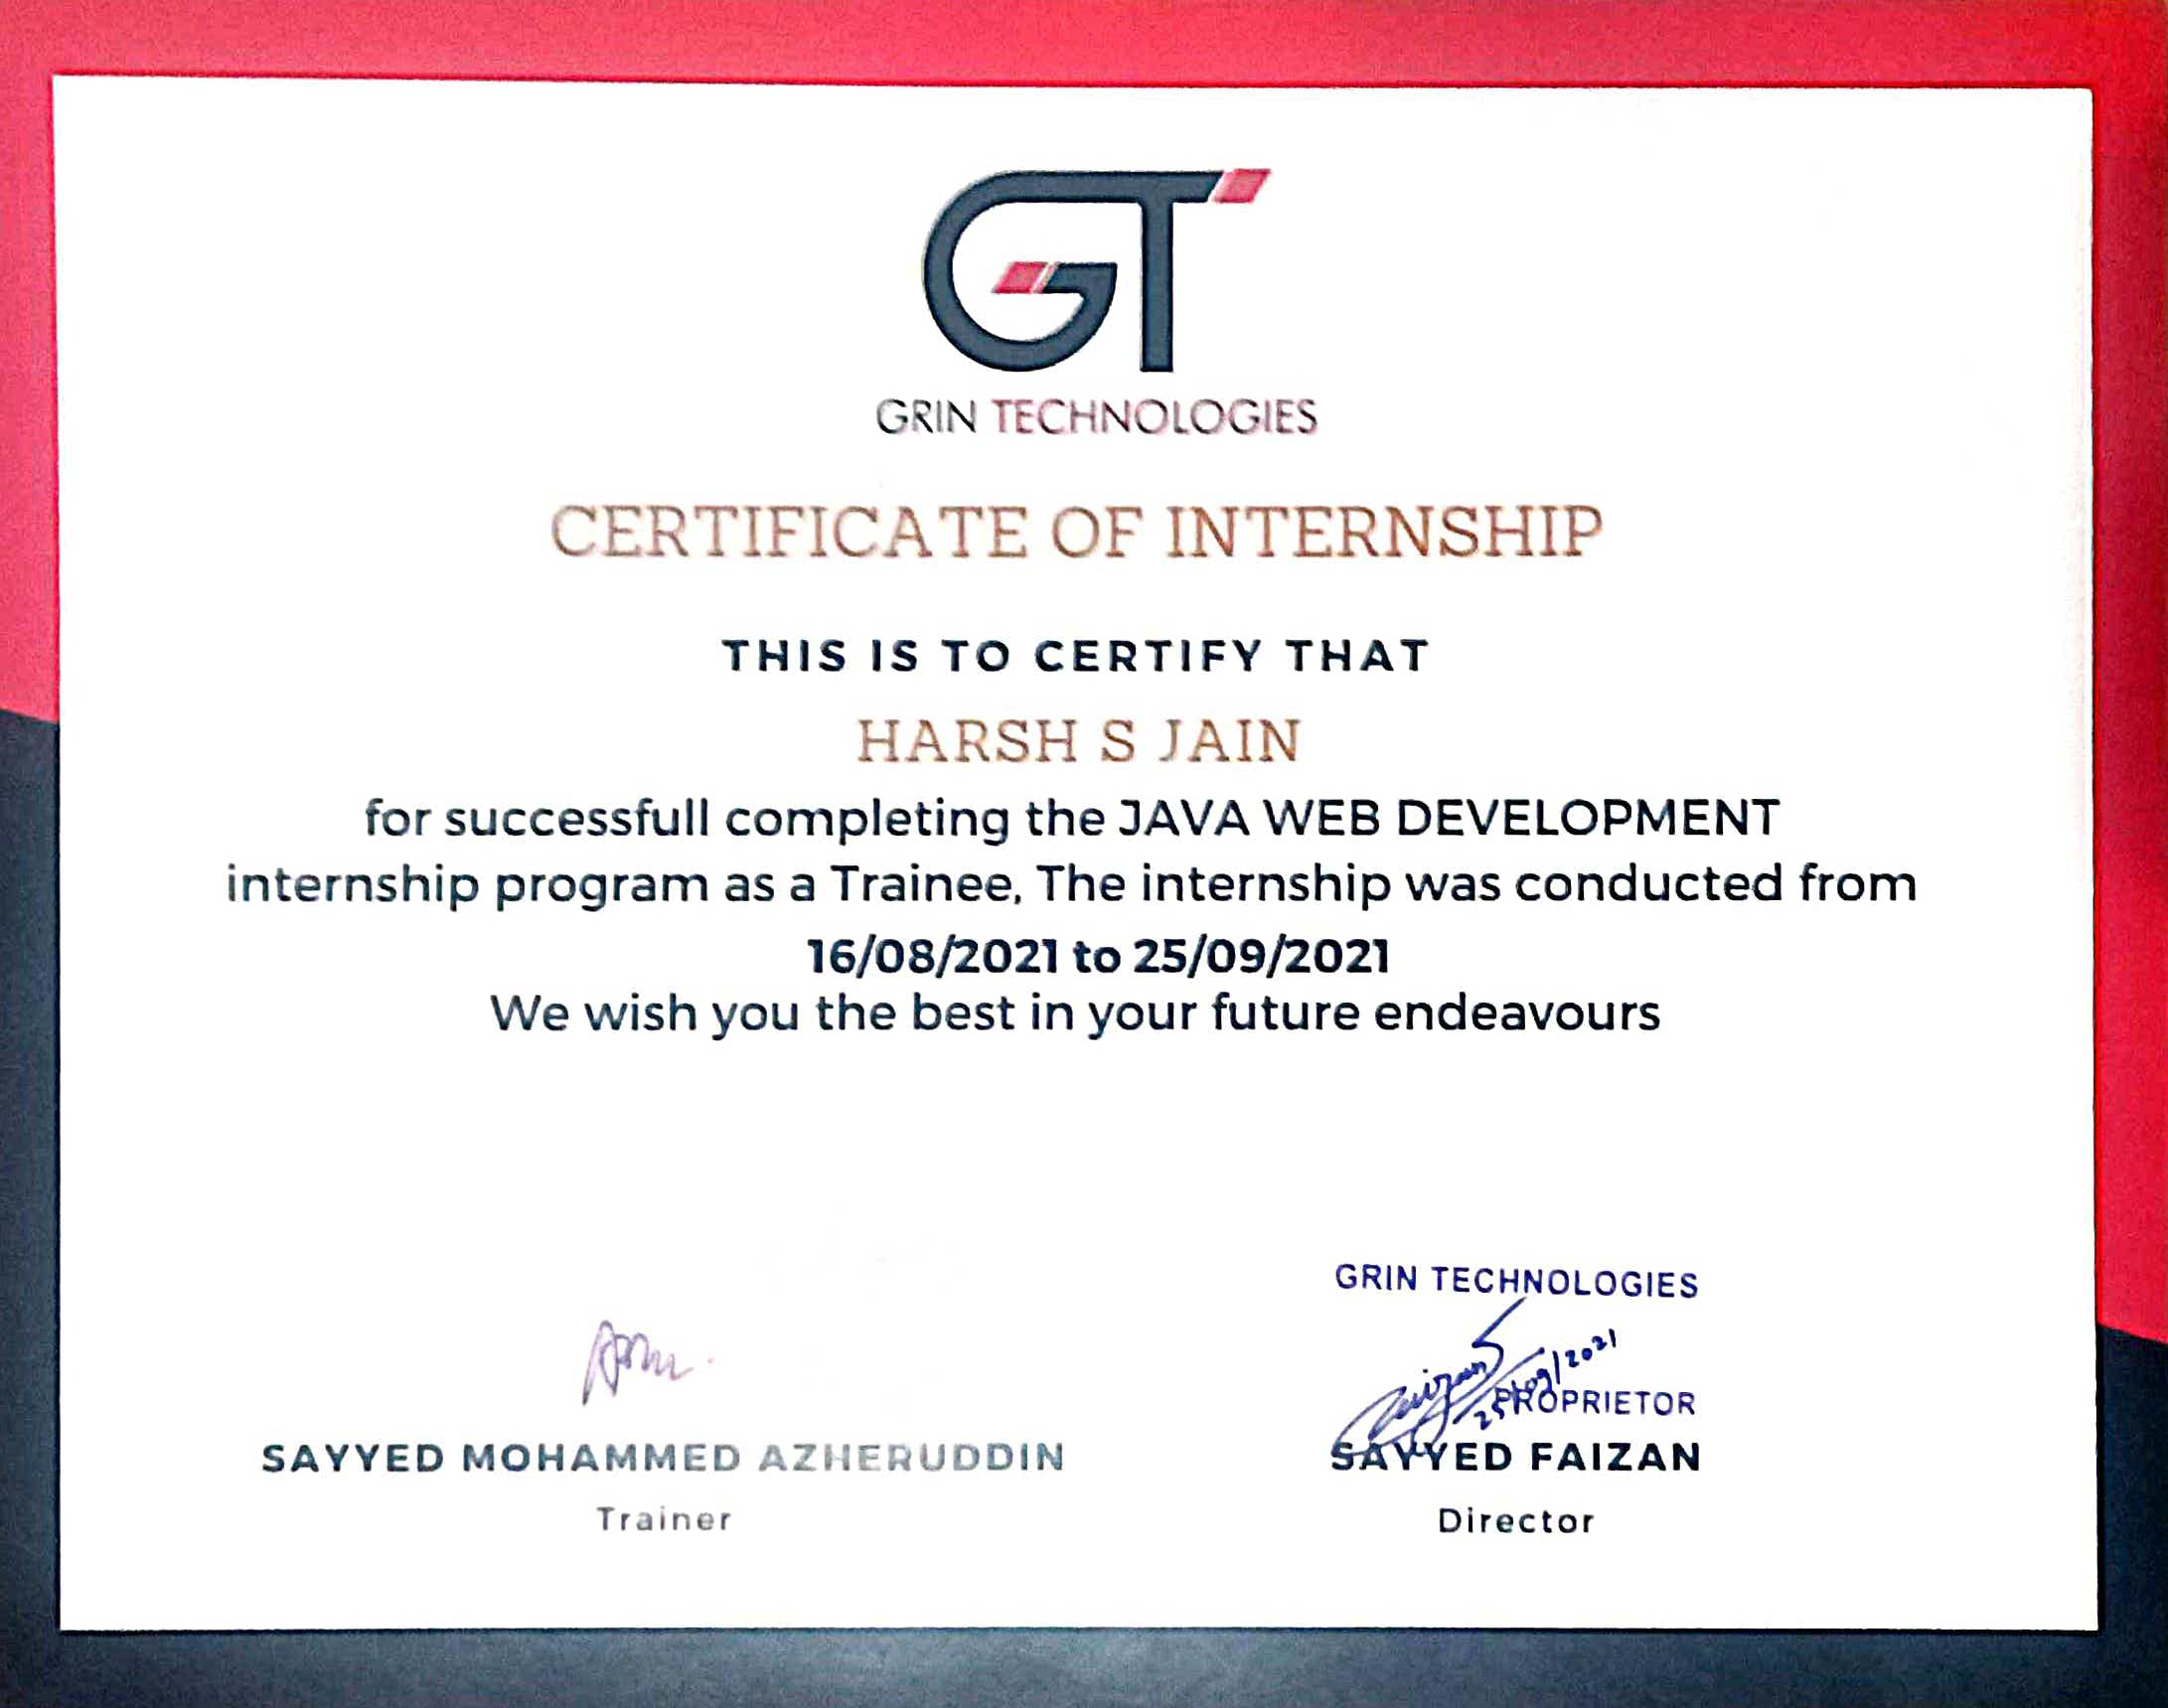 GT
GRIN TECHNOLOGIES
CERTIFICATE OF INTERNSHIP
THIS IS TO CERTIFY THAT
HARSH S JAIN
for successfull completing the JAVA WEB DEVELOPMENT
internship program as a Trainee, The internship was conducted from
16/08/2021 to 25/09/2021
We wish you the best in your future endeavours
GRIN TECHNOLOGIES
25/09/2021
PROPRIETOR
SAYYED MOHAMMED AZHERUDDIN
Trainer
SAYYED FAIZAN
Director